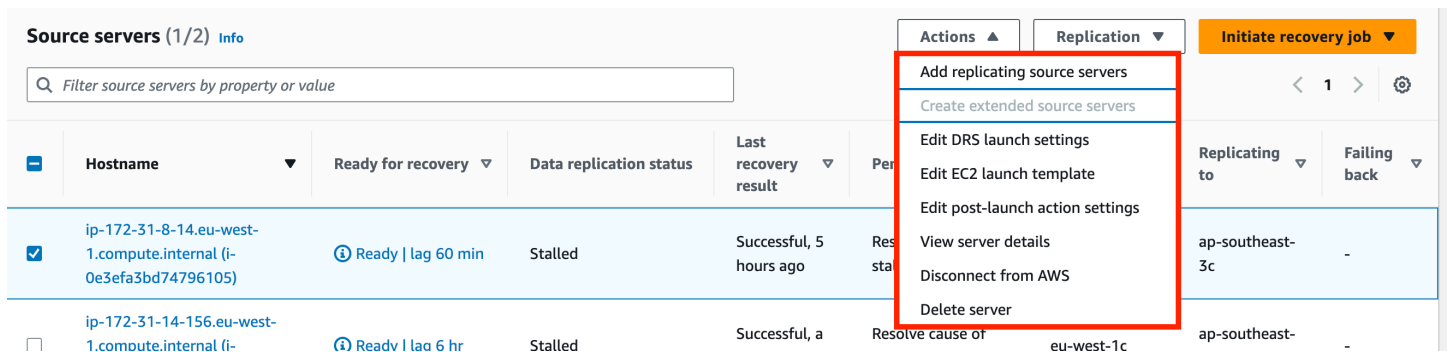 Source servers (1/2) Info
Actions Replication Initiate recovery job
Filter source servers by property or value
1
Add replicating source servers
Create extended source servers
Edit DRS launch settings
Edit EC2 launch template
Edit post-launch action settings
View server details
Disconnect from AWS
Delete server
Hostname
Ready for recovery
Data replication status
Last
recovery
result
Replicating
to
Failing
back
ip-172-31-8-14.eu-west-
1.compute.internal (i-
0e3efa3bd74796105)
Ready | lag 60 min
Stalled
Successful, 5
hours ago
ap-southeast-
3c
-
ip-172-31-14-156.eu-west-
1.compute.internal (i-
Ready | lag 6 hr
Stalled
Successful, a
Resolve cause of
eu-west-1c
ap-southeast-
-